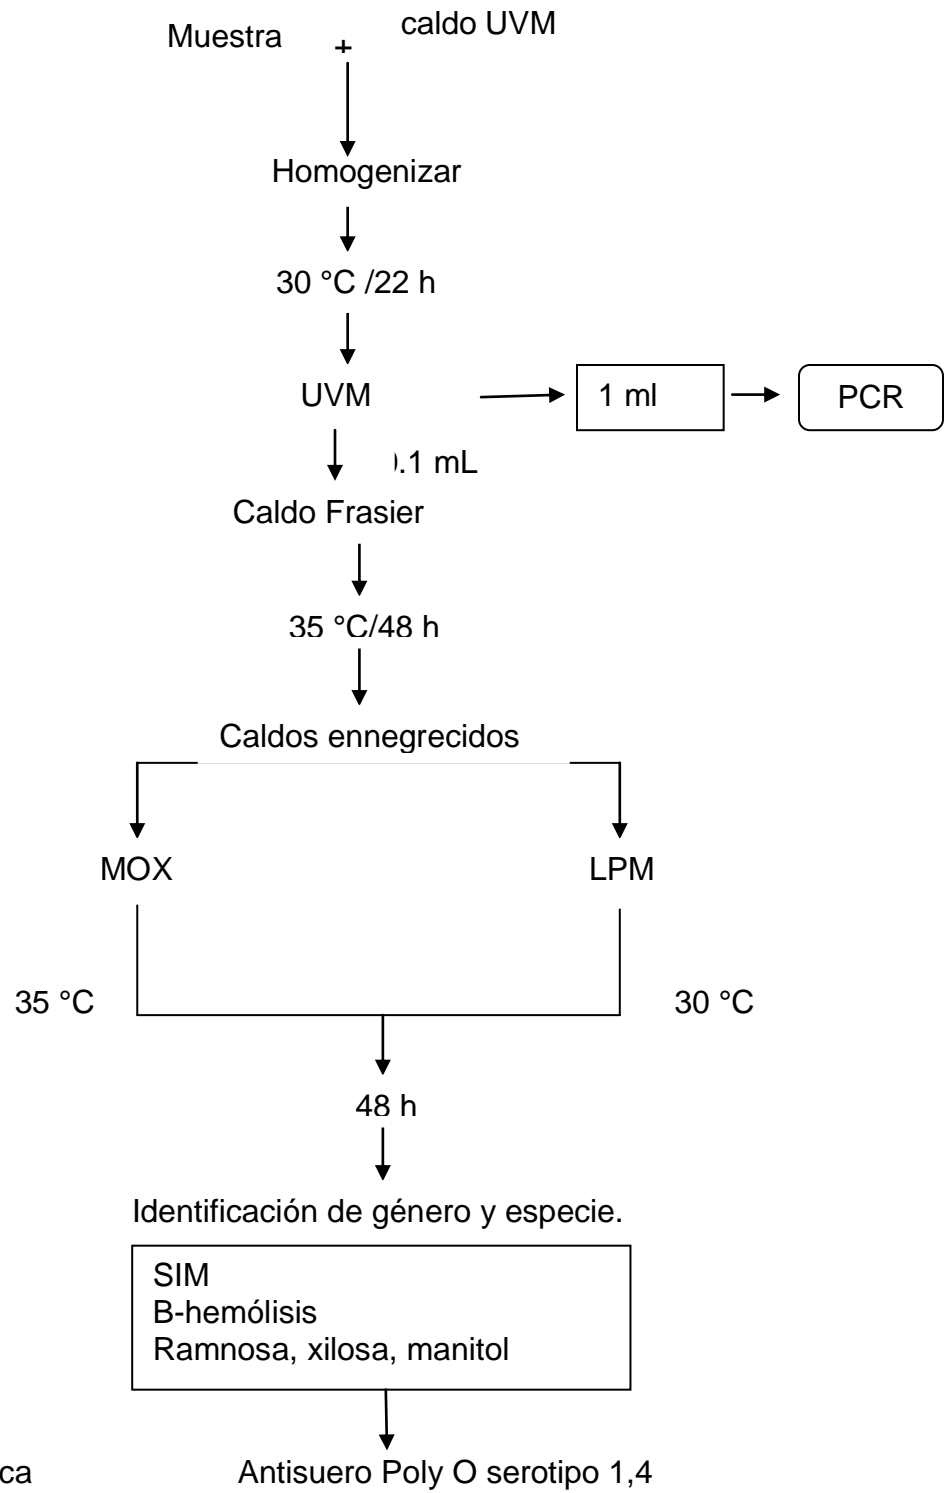 Muestra + caldo UVM
Homogenizar
30 °C /22 h
UVM
1 ml
PCR
.1 mL
Caldo Frasier
35 °C/48 h
Caldos ennegrecidos
MOX
LPM
35 °C
30 °C
48 h
Identificación de género y especie.
SIM
B-hemólisis
Ramnosa, xilosa, manitol
Antisuero Poly O serotipo 1,4